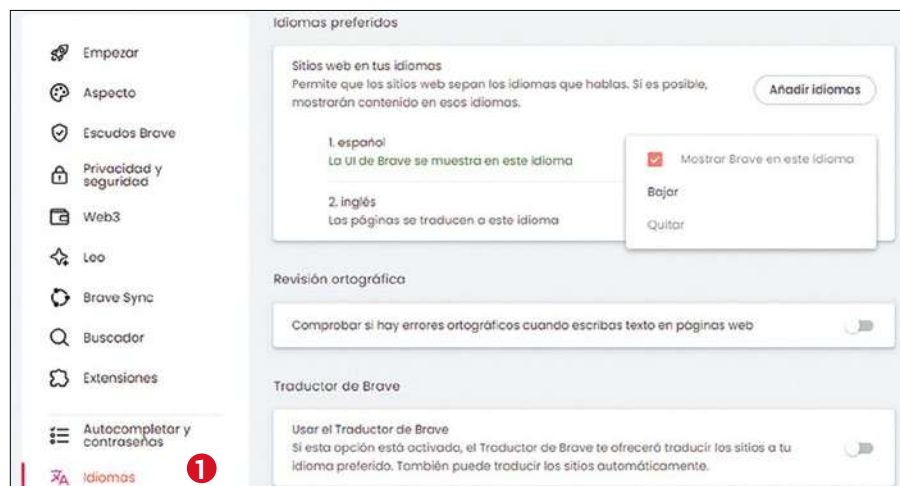 Idiomas preferidos
Empezar
Aspecto
Escudos Brave
Privacidad y
seguridad
Web3
Leo
Brave Sync
Buscador
Extensiones
Autocompletar y
contraseñas
Idiomas
1
Sitios web en tus idiomas
Permite que los sitios web sepan los idiomas que hablas. Si es posible,
mostrarán contenido en esos idiomas.
Añadir idiomas
1. español
La UI de Brave se muestra en este idioma
2. inglés
Las páginas se traducen a este idioma
Mostrar Brave en este idioma
Bajar
Quitar
Revisión ortográfica
Comprobar si hay errores ortográficos cuando escribas texto en páginas web
Traductor de Brave
Usar el Traductor de Brave
Si esta opción está activada, el Traductor de Brave te ofrecerá traducir los sitios a tu
idioma preferido. También puede traducir los sitios automáticamente.